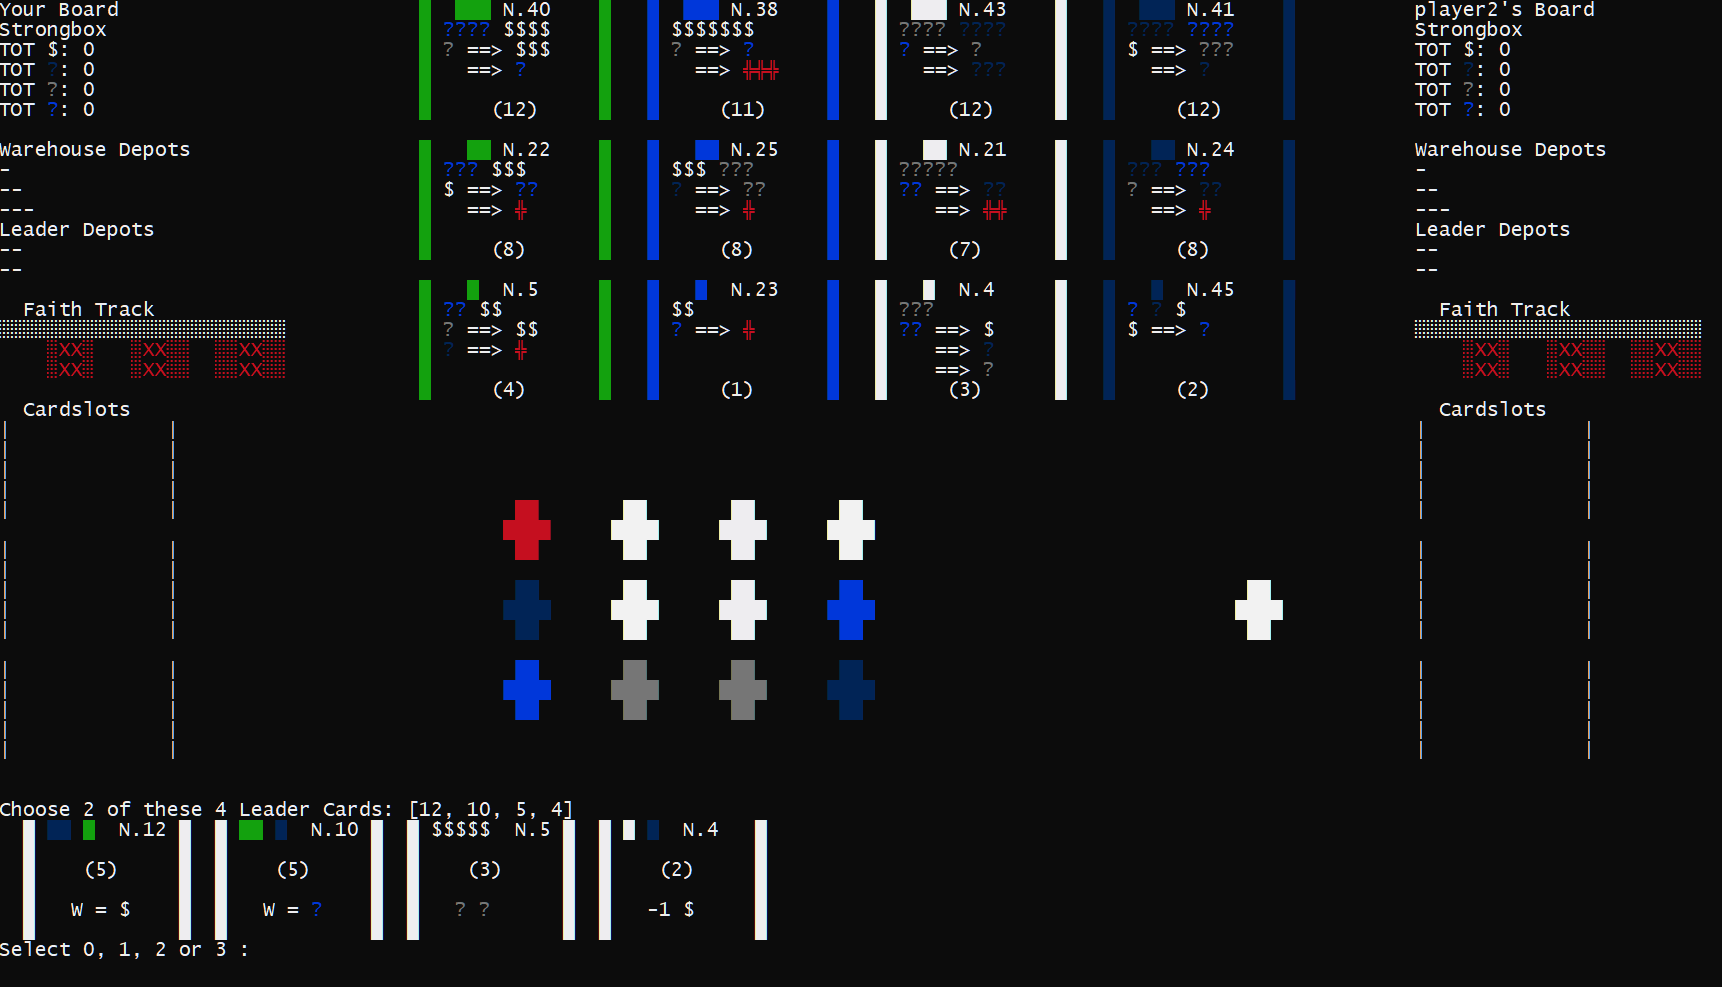 Your Board
Strongbox
TOT $: 0
TOT ?: 0
TOT ?: 0
TOT ?: 0
Warehouse Depots
-
--
---
Leader Depots
--
--
Faith Track
XX XX XX
XX XX XX
Cardslots
N.40
???? $$$$
? ==> $$$
==> ?
(12)
N.38
$$$$$$$
? ==> ?
==> ╬╬╬
(11)
N.43
???? ????
? ==> ?
==> ???
(12)
N.41
???? ????
$ ==> ???
==> ?
(12)
N.22
??? $$$
$ ==> ??
==> ╬
(8)
N.25
$$$ ???
? ==> ??
==> ╬
(8)
N.21
?????
?? ==> ??
==> ╬╬
(7)
N.24
??? ???
? ==> ??
==> ╬
(8)
N.5
?? $$
? ==> $$
? ==> ╬
(4)
N.23
$$
? ==> ╬
(1)
N.4
???
?? ==> $
==> ?
==> ?
(3)
N.45
? ? $
$ ==> ?
(2)
player2's Board
Strongbox
TOT $: 0
TOT ?: 0
TOT ?: 0
TOT ?: 0
Warehouse Depots
-
--
---
Leader Depots
--
--
Faith Track
XX XX XX
XX XX XX
Cardslots
Choose 2 of these 4 Leader Cards: [12, 10, 5, 4]
N.12
(5)
W = $
N.10
(5)
W = ?
$$$$$ N.5
(3)
? ?
N.4
(2)
-1 $
Select 0, 1, 2 or 3 :